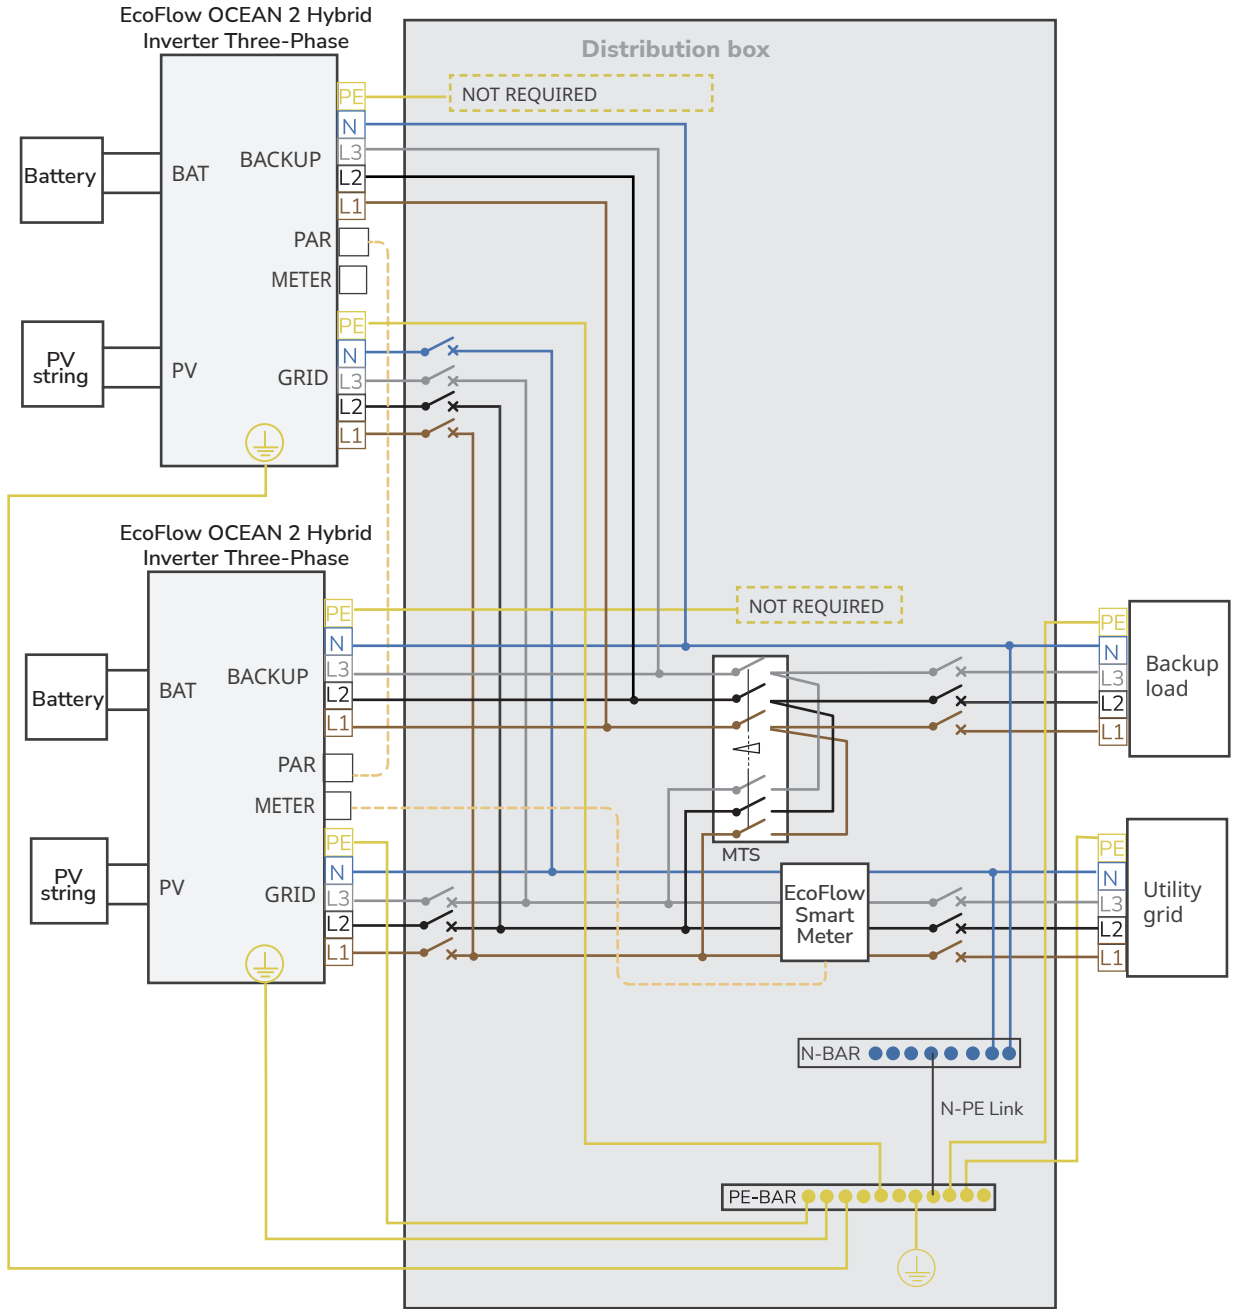 EcoFlow OCEAN 2 Hybrid
Inverter Three-Phase
Distribution box
PE
NOT REQUIRED
N
L3
L2
L1
BACKUP
Battery
BAT
PAR
METER
PE
N
L3
L2
L1
GRID
PV
string
PV
EcoFlow OCEAN 2 Hybrid
Inverter Three-Phase
PE
NOT REQUIRED
N
L3
L2
L1
BACKUP
Battery
BAT
PAR
METER
PE
N
L3
L2
L1
GRID
PV
string
PV
MTS
EcoFlow
Smart
Meter
PE
N
L3
L2
L1
Backup
load
PE
N
L3
L2
L1
Utility
grid
N-BAR
N-PE Link
PE-BAR